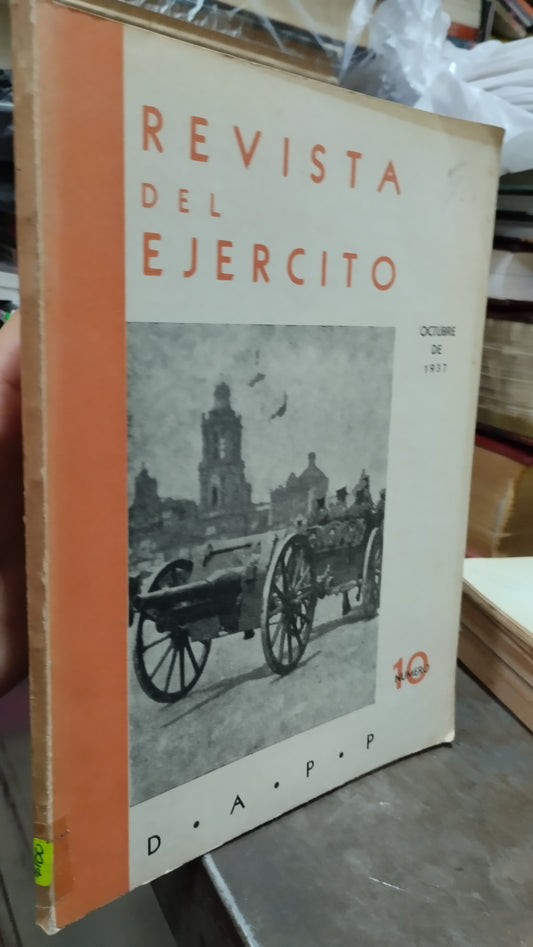 REVISTA
DEL
EJERCITO
OCTUBRE
DE
1937
10
NUMERO
D • A • P • P